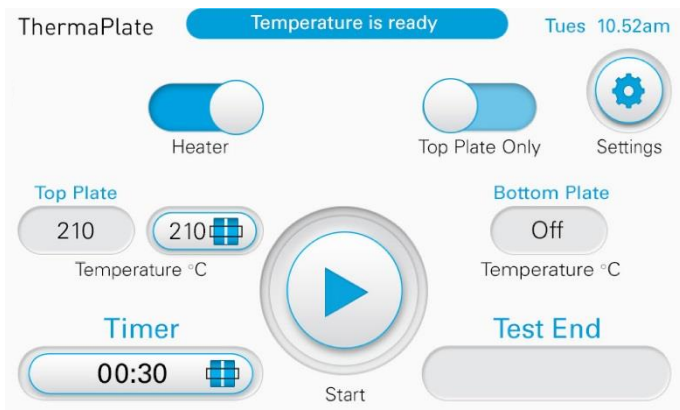 ThermaPlate
Temperature is ready
Tues 10.52am
Heater
Top Plate Only
Settings
Top Plate
Bottom Plate
210
210
Off
Temperature °C
Temperature °C
Timer
Test End
00:30
Start